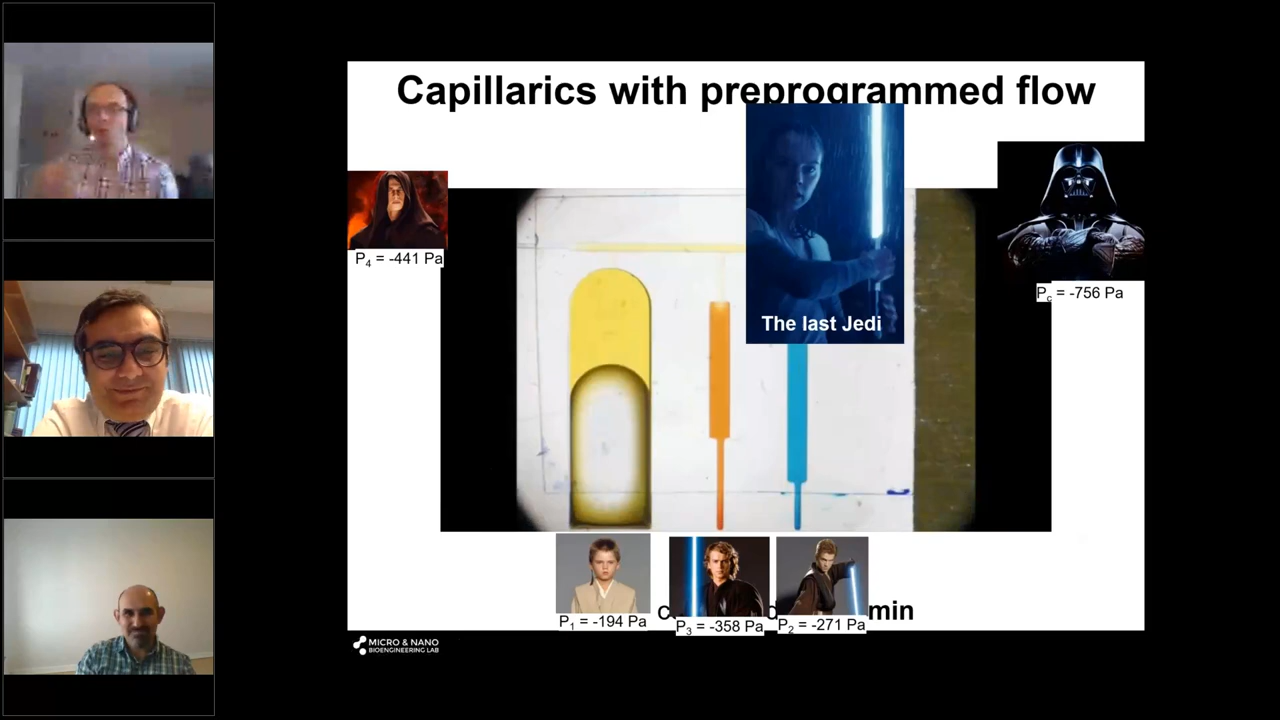 Capillarics with preprogrammed flow
P₄ = -441 Pa
The last Jedi
P꜀ = -756 Pa
min
P₁ = -194 Pa
P₃ = -358 Pa
P₂ = -271 Pa
MICRO & NANO
BIOENGINEERING LAB